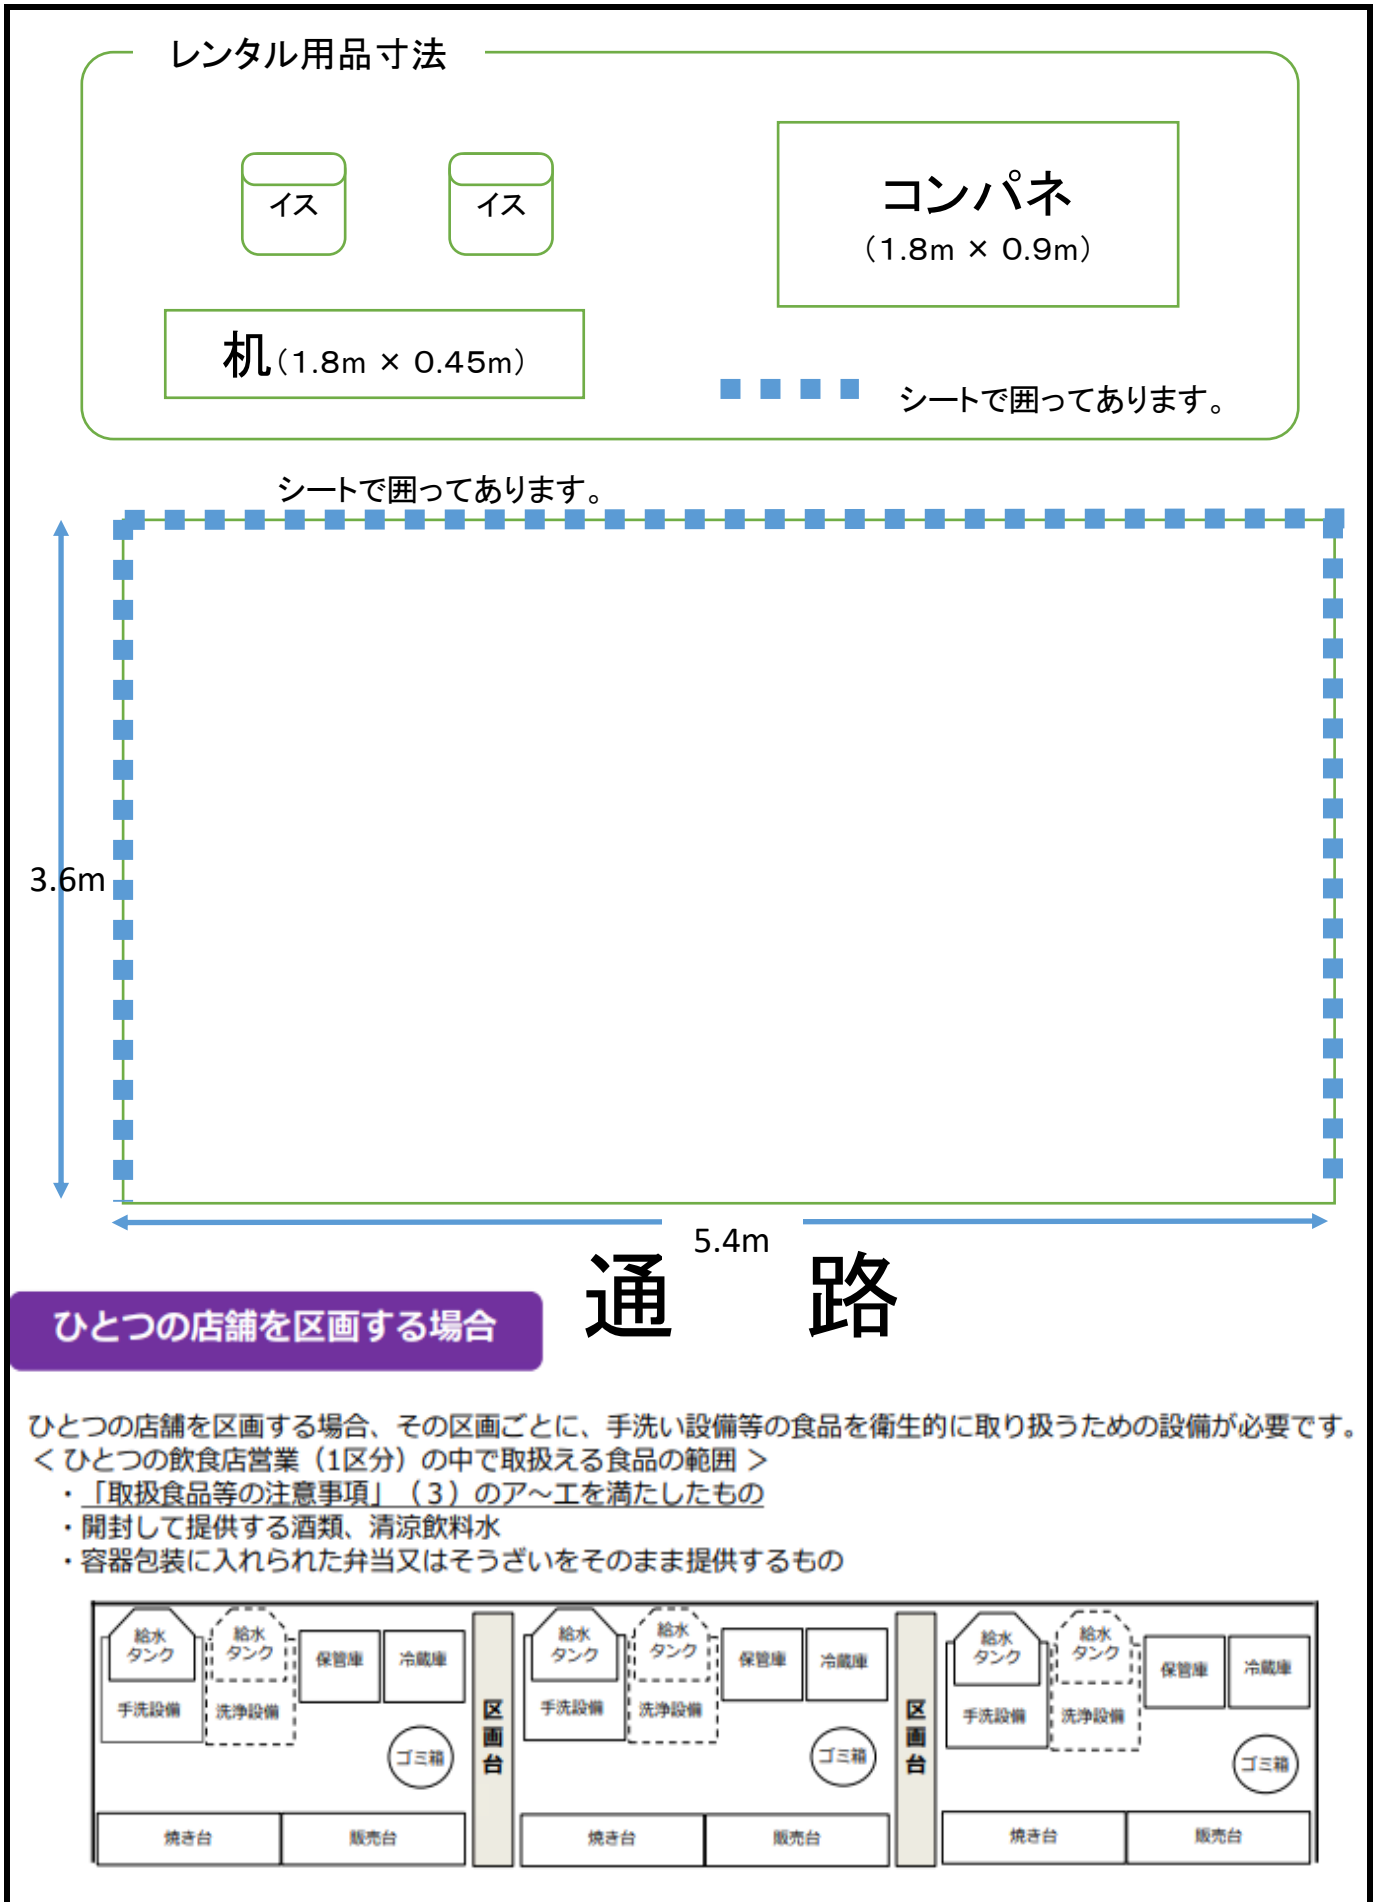 レンタル用品寸法
イス
イス
コンパネ
（1.8m × 0.9m）
机（1.8m × 0.45m）
シートで囲ってあります。
シートで囲ってあります。
3.6m
5.4m
通 路
ひとつの店舗を区画する場合
ひとつの店舗を区画する場合、その区画ごとに、手洗い設備等の食品を衛生的に取り扱うための設備が必要です。
＜ひとつの飲食店営業（1区分）の中で取扱える食品の範囲＞
・「取扱食品等の注意事項」（３）のア～エを満たしたもの
・開封して提供する酒類、清涼飲料水
・容器包装に入れられた弁当又はそうざいをそのまま提供するもの
給水
タンク
給水
タンク
保管庫
冷蔵庫
手洗設備
洗浄設備
ゴミ箱
焼き台
販売台
区画台
給水
タンク
給水
タンク
保管庫
冷蔵庫
手洗設備
洗浄設備
ゴミ箱
焼き台
販売台
区画台
給水
タンク
給水
タンク
保管庫
冷蔵庫
手洗設備
洗浄設備
ゴミ箱
焼き台
販売台